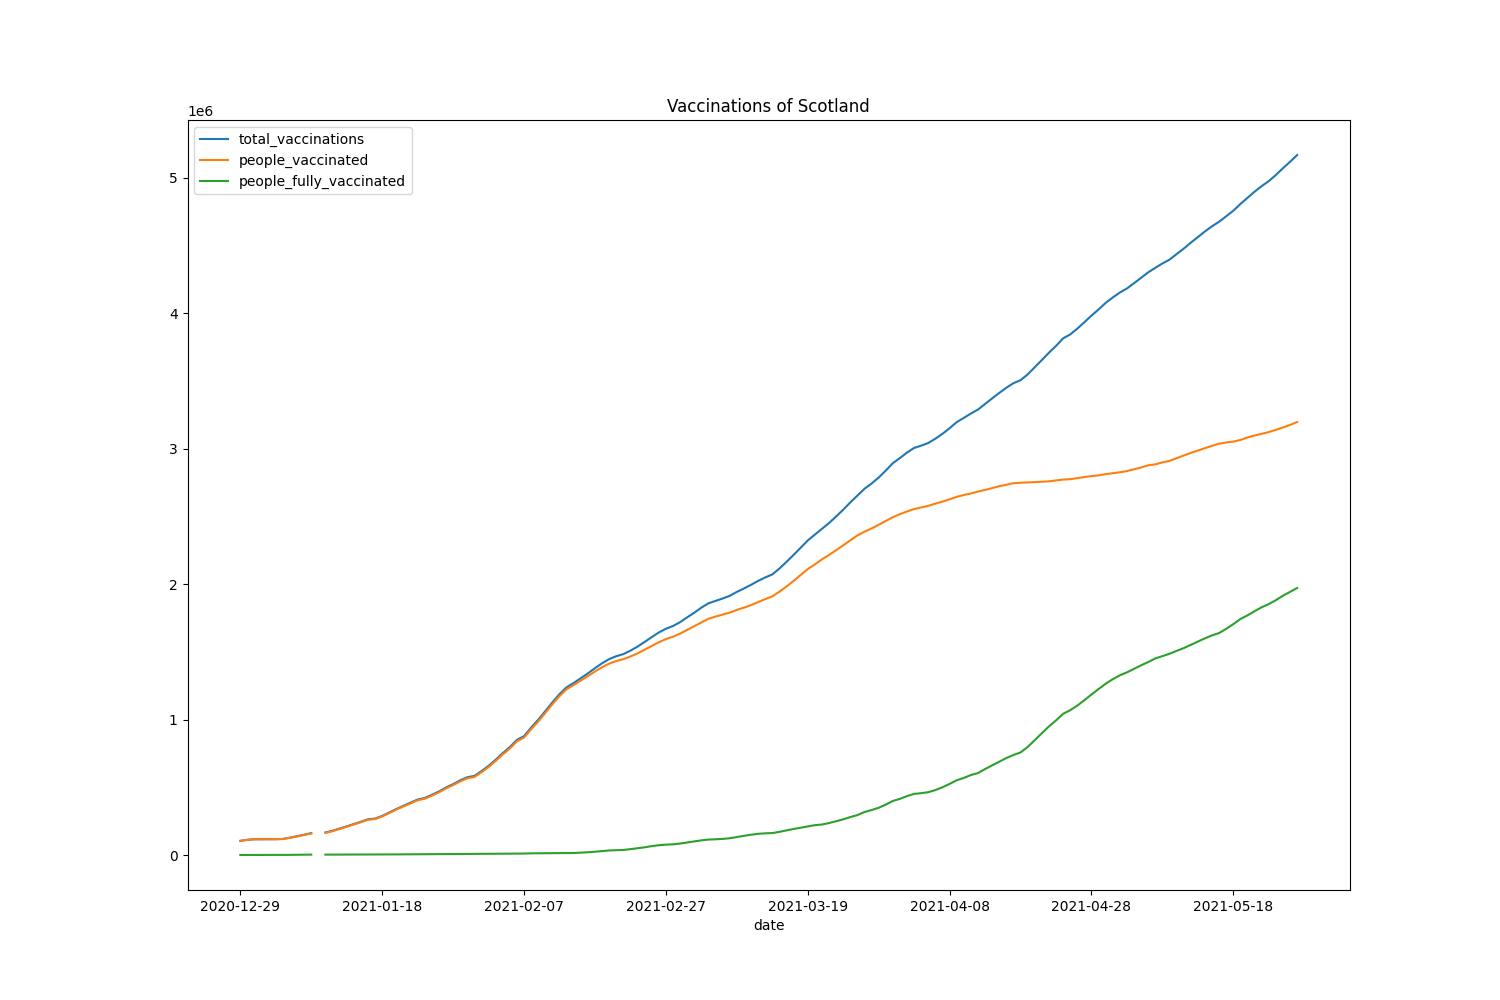 Vaccinations of Scotland
1e6
total_vaccinations
people_vaccinated
people_fully_vaccinated
5
4
3
2
1
0
2020-12-29 2021-01-18 2021-02-07 2021-02-27 2021-03-19 2021-04-08 2021-04-28 2021-05-18
date